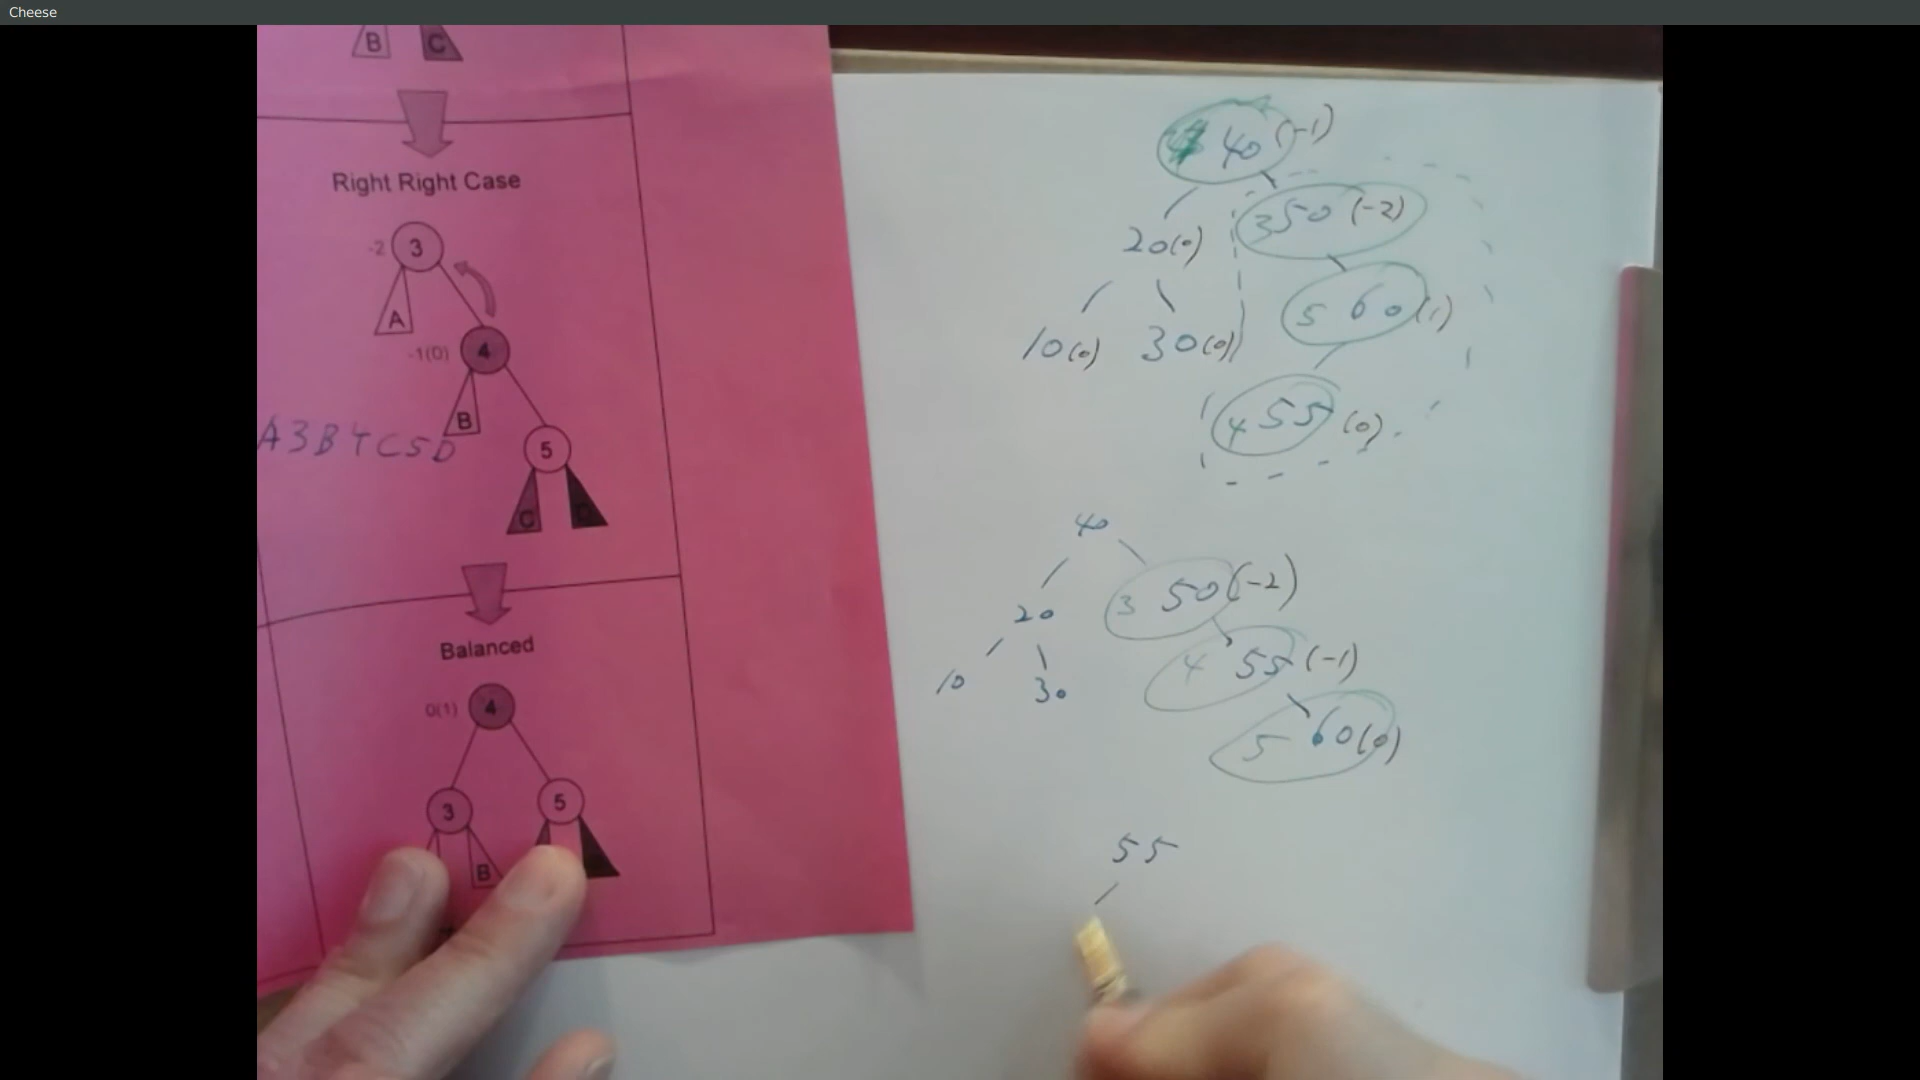 Cheese
B C
Right Right Case
-2 3
A
-1(0) 4
B
A3B4C5D
5
C
Balanced
0(1) 4
3 5
B
40 (-1)
20(0) 3 50 (-2)
10(0) 30(0) 5 60 (1)
4 55 (0)
40
20 3 50 (-2)
10 30 4 55 (-1)
5 60(0)
55